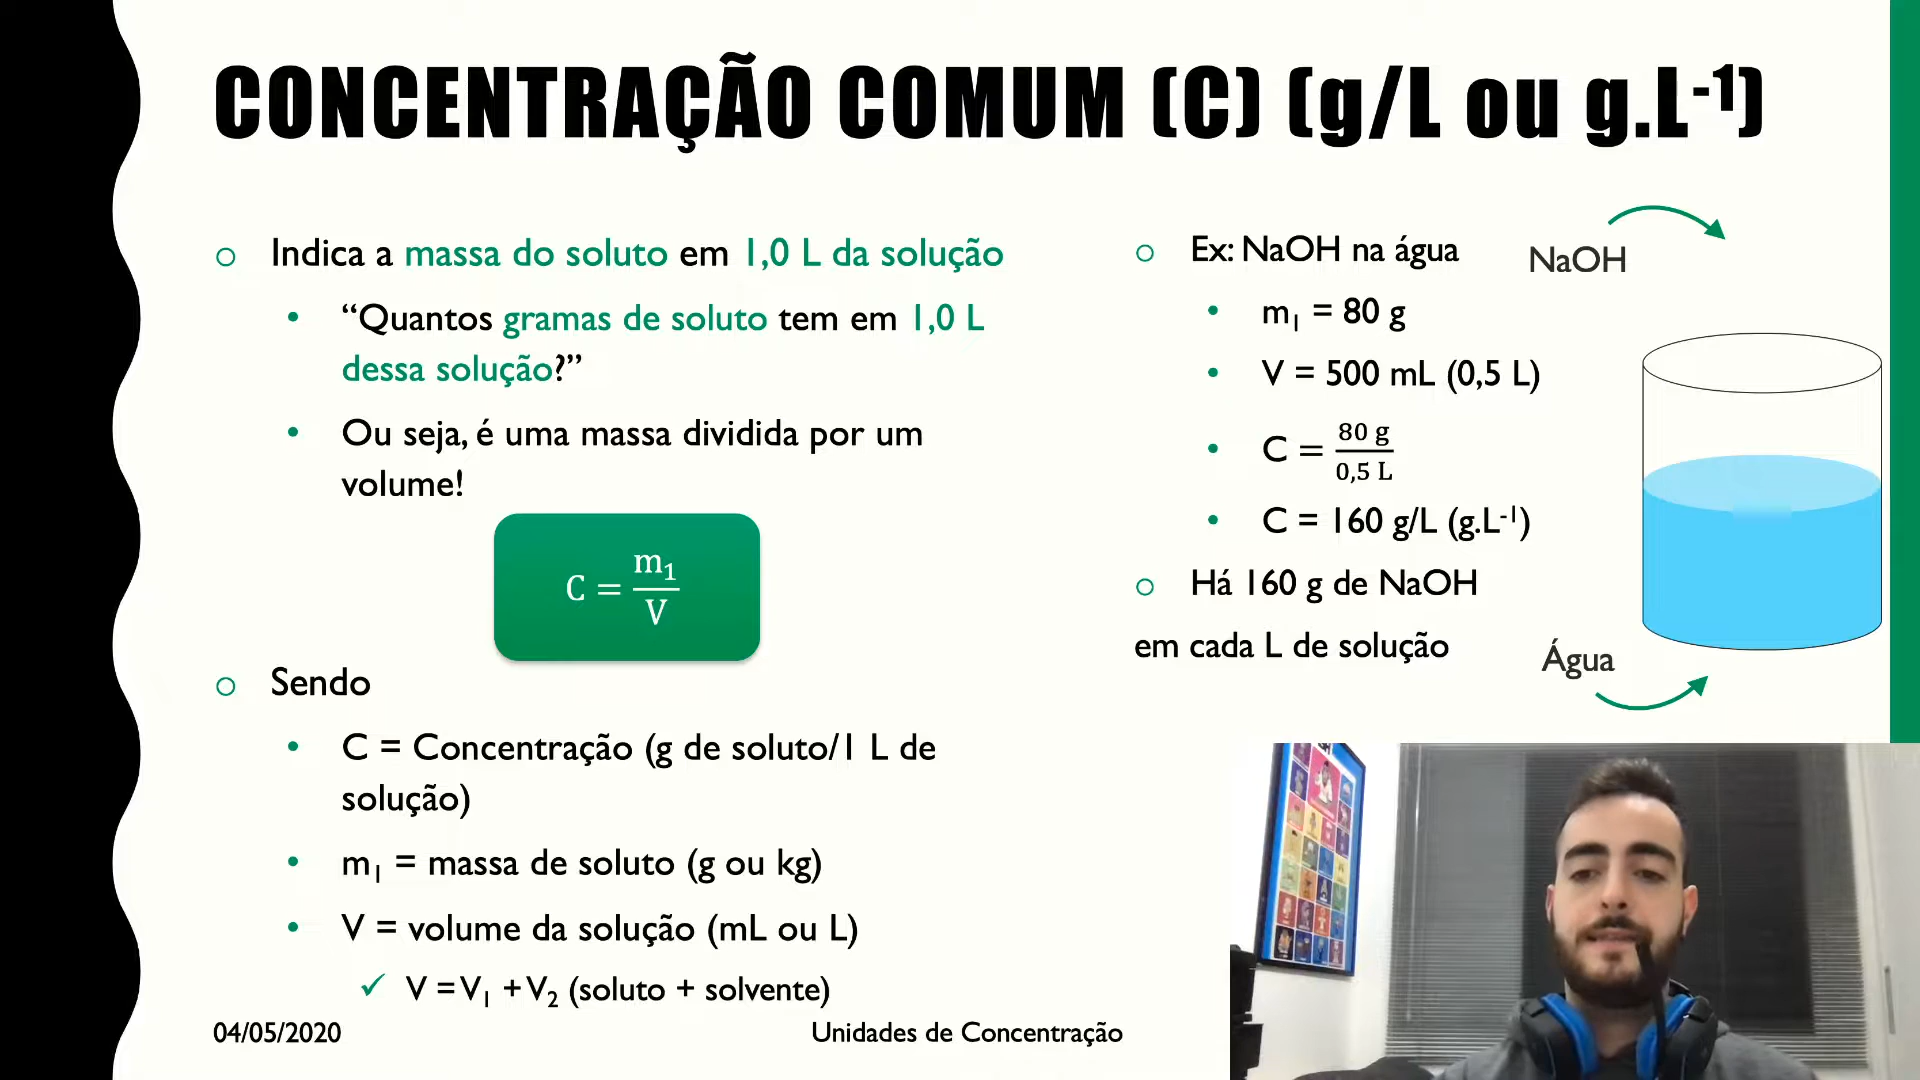 CONCENTRAÇÃO COMUM (C) (g/L ou g.L⁻¹)
o Indica a massa do soluto em 1,0 L da solução
• “Quantos gramas de soluto tem em 1,0 L
dessa solução?”
• Ou seja, é uma massa dividida por um
volume!
C = m₁/V
o Sendo
• C = Concentração (g de soluto/1 L de
solução)
• m₁ = massa de soluto (g ou kg)
• V = volume da solução (mL ou L)
✓ V = V₁ + V₂ (soluto + solvente)
o Ex: NaOH na água
• m₁ = 80 g
• V = 500 mL (0,5 L)
• C = 80 g/0,5 L
• C = 160 g/L (g.L⁻¹)
o Há 160 g de NaOH
em cada L de solução
NaOH
Água
04/05/2020
Unidades de Concentração